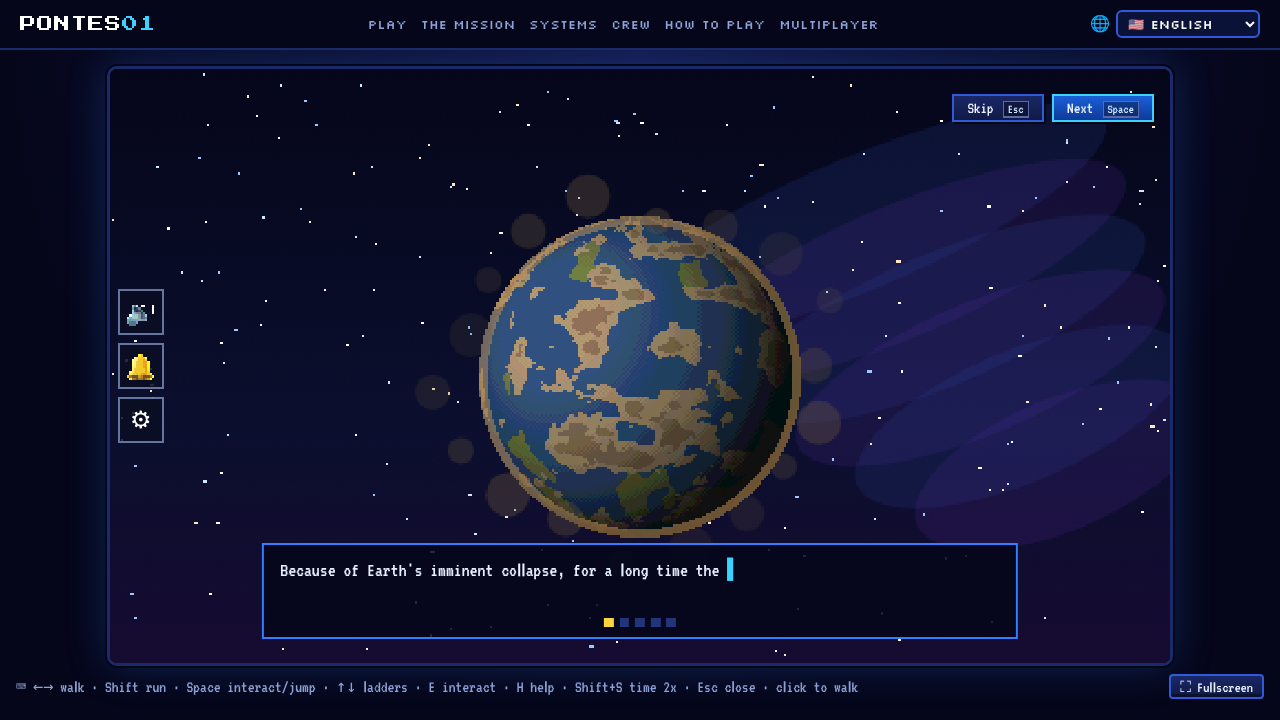 PONTES01
PLAY THE MISSION SYSTEMS CREW HOW TO PLAY MULTIPLAYER
ENGLISH
Skip Esc
Next Space
Because of Earth's imminent collapse, for a long time the
←→ walk · Shift run · Space interact/jump · ↑↓ ladders · E interact · H help · Shift+S time 2x · Esc close · click to walk
Fullscreen